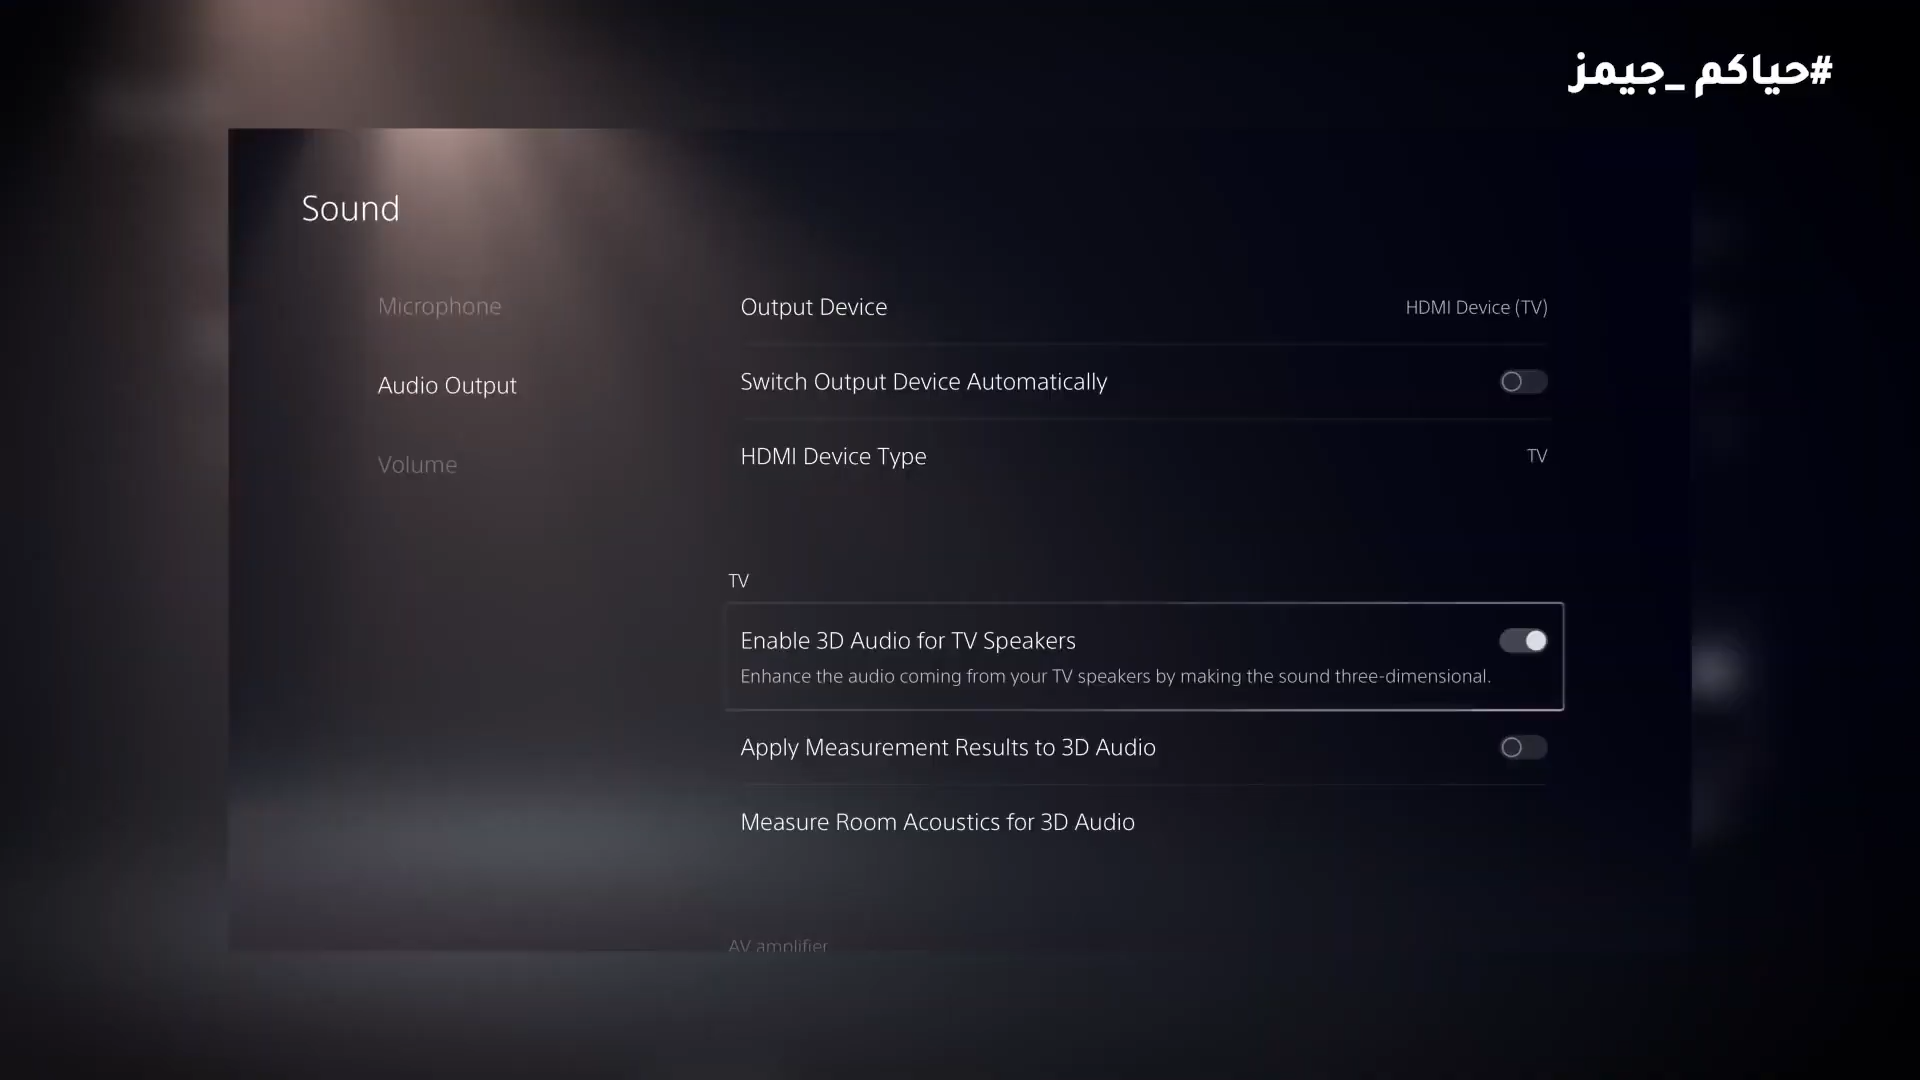 #حياكم _جيمز
Sound
Microphone
Audio Output
Volume
Output Device
HDMI Device (TV)
Switch Output Device Automatically
HDMI Device Type
TV
TV
Enable 3D Audio for TV Speakers
Enhance the audio coming from your TV speakers by making the sound three-dimensional.
Apply Measurement Results to 3D Audio
Measure Room Acoustics for 3D Audio
AV amplifier